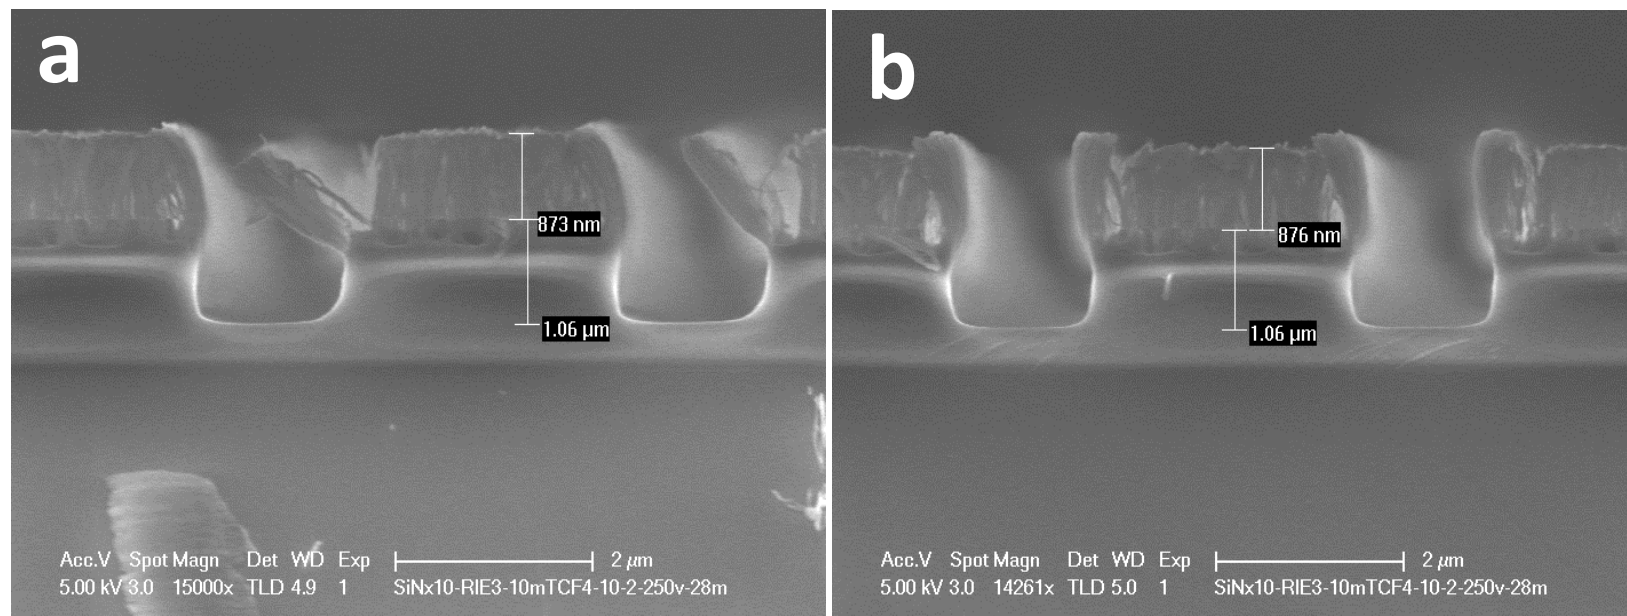 a
873 nm
1.06 µm
Acc.V Spot Magn Det WD Exp 2 µm
5.00 kV 3.0 15000x TLD 4.9 1 SiNx10-RIE3-10mTCF4-10-2-250v-28m
b
876 nm
1.06 µm
Acc.V Spot Magn Det WD Exp 2 µm
5.00 kV 3.0 14261x TLD 5.0 1 SiNx10-RIE3-10mTCF4-10-2-250v-28m